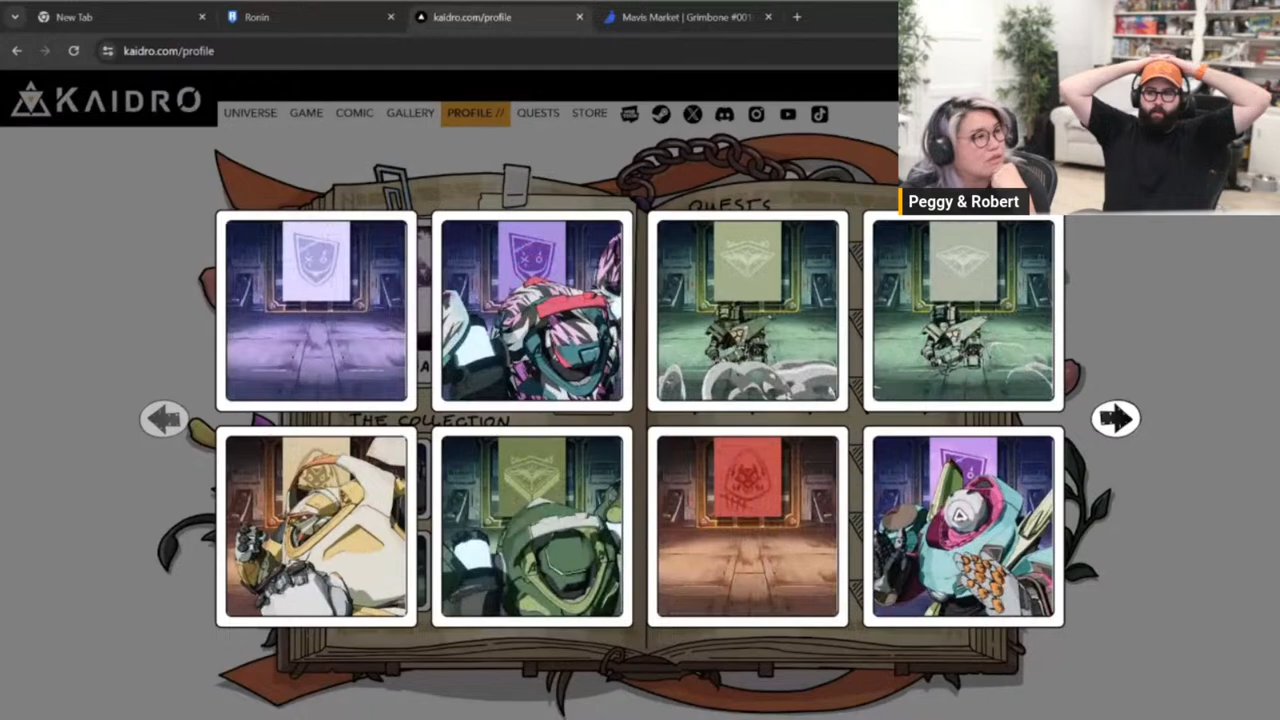 New Tab
Ronin
kaidro.com/profile
Mavis Market | Grimbone #001
kaidro.com/profile
KAIDRO
UNIVERSE GAME COMIC GALLERY PROFILE // QUESTS STORE
Peggy & Robert
QUESTS
THE COLLECTION